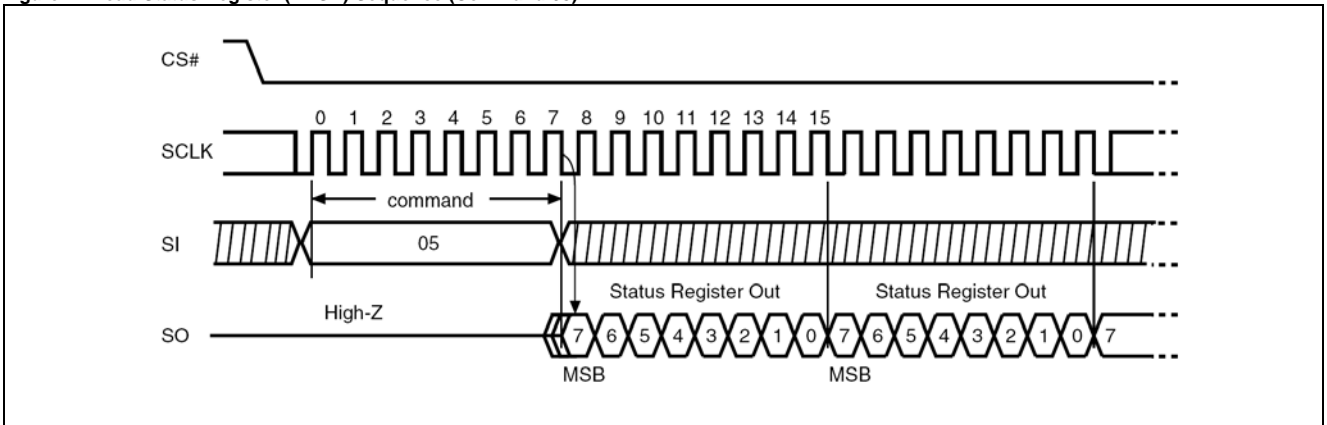 CS#
0 1 2 3 4 5 6 7 8 9 10 11 12 13 14 15
SCLK
command
SI
05
Status Register Out Status Register Out
High-Z
SO
7 6 5 4 3 2 1 0 7 6 5 4 3 2 1 0 7
MSB MSB